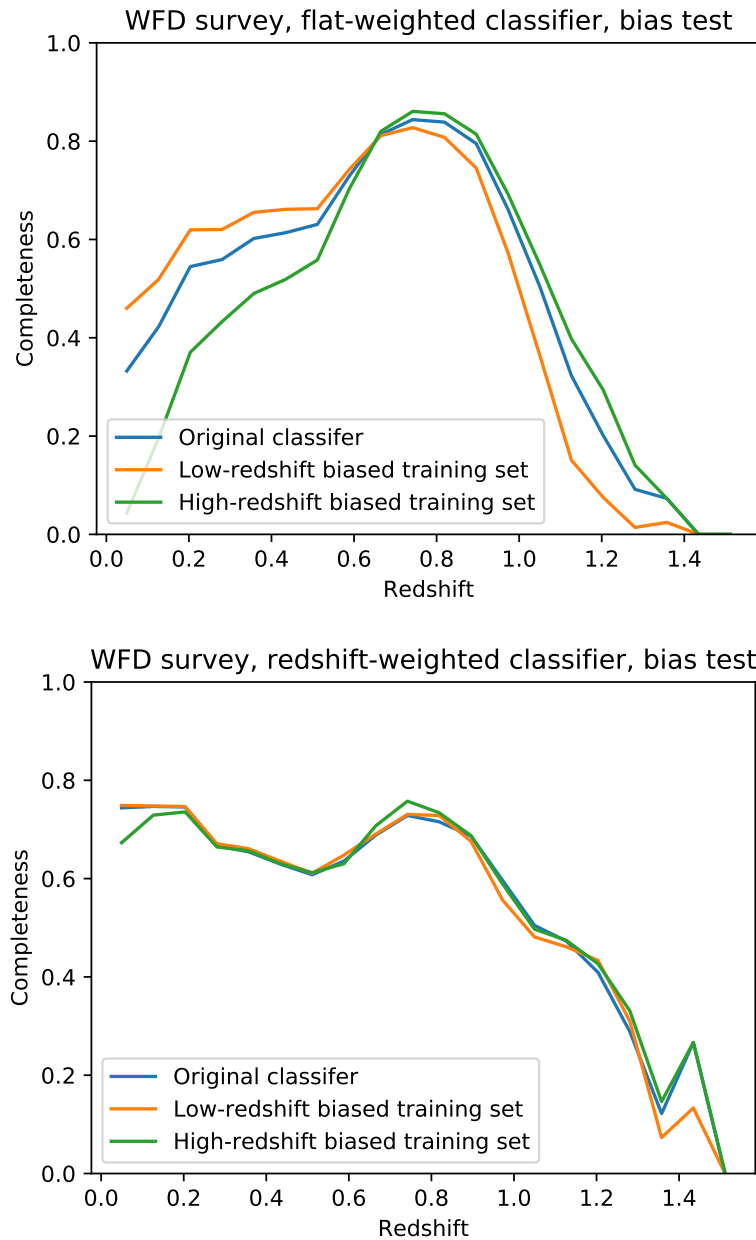 WFD survey, flat-weighted classifier, bias test
1.0
0.8
0.6
0.4
0.2
0.0
Completeness
Original classifer
Low-redshift biased training set
High-redshift biased training set
0.0 0.2 0.4 0.6 0.8 1.0 1.2 1.4
Redshift
WFD survey, redshift-weighted classifier, bias test
1.0
0.8
0.6
0.4
0.2
0.0
Completeness
Original classifer
Low-redshift biased training set
High-redshift biased training set
0.0 0.2 0.4 0.6 0.8 1.0 1.2 1.4
Redshift